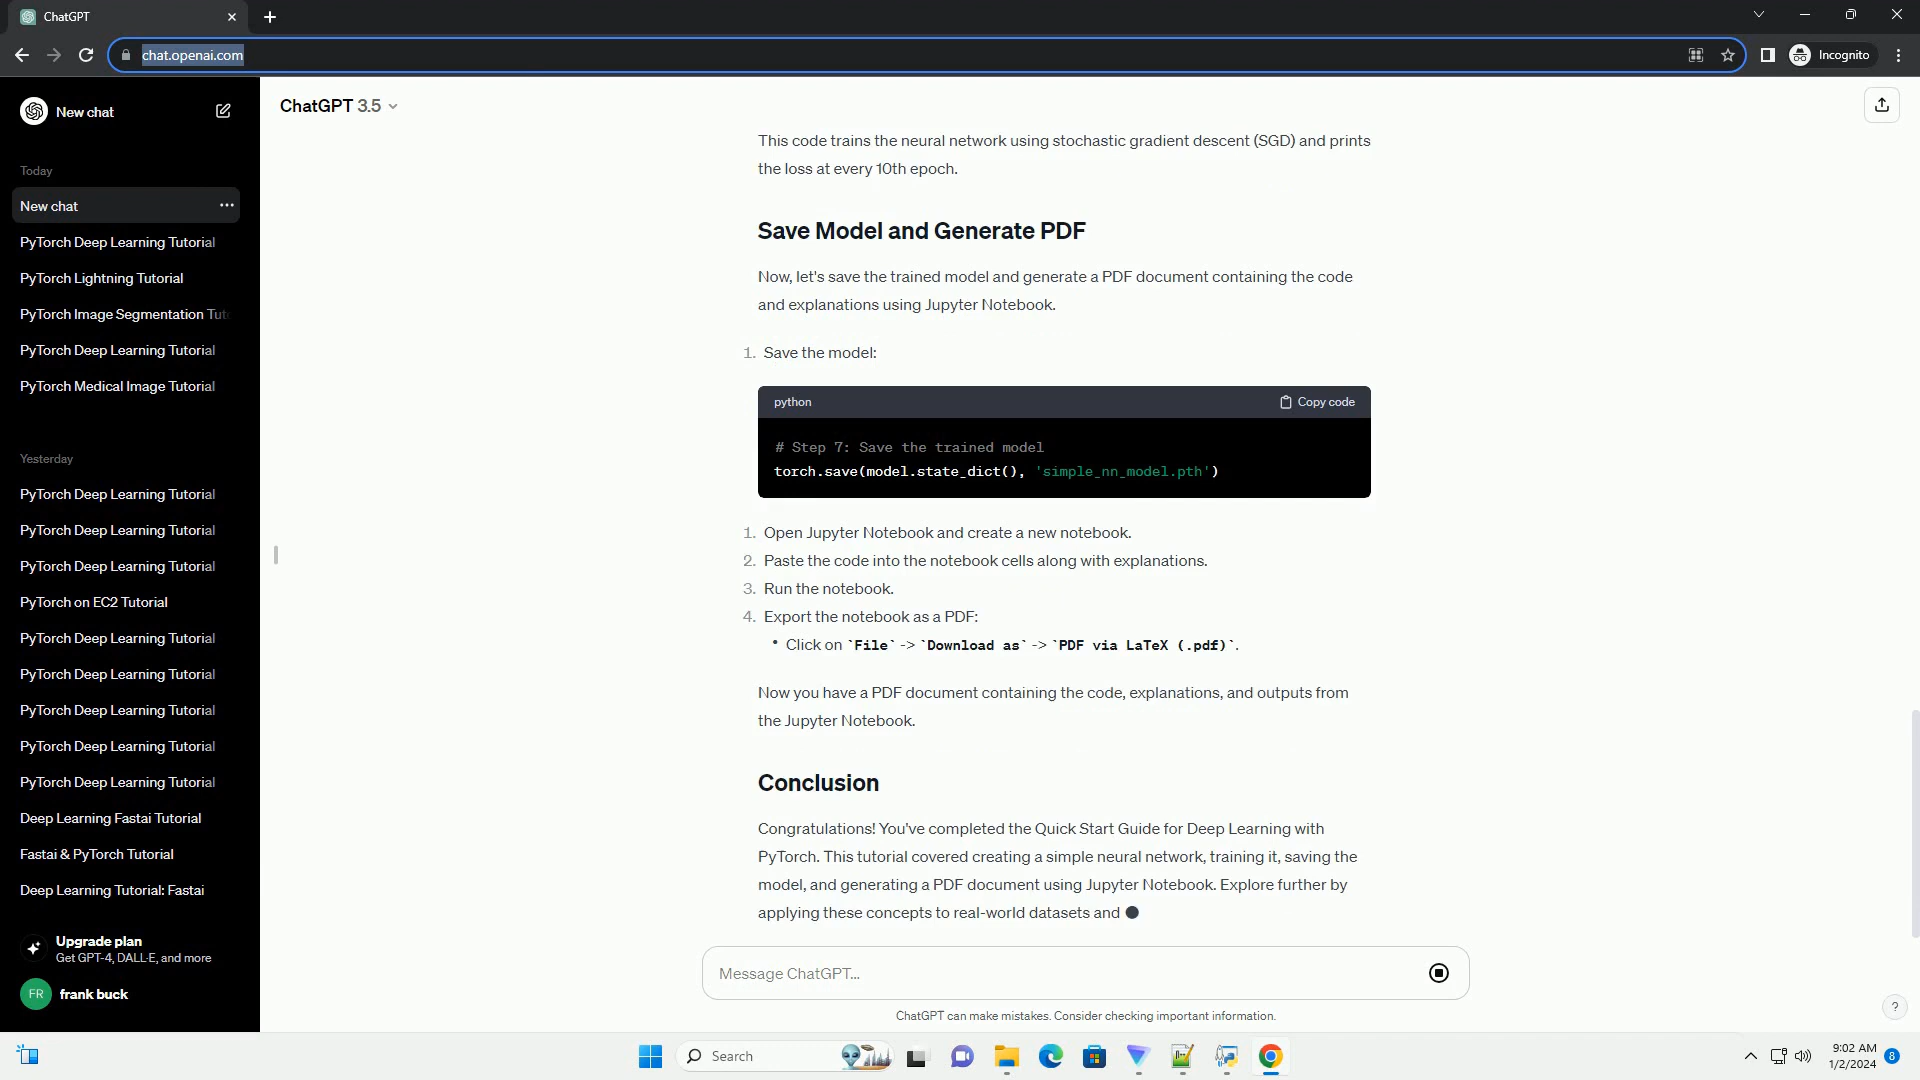 ChatGPT
chat.openai.com
Incognito
New chat
Today
New chat
PyTorch Deep Learning Tutorial
PyTorch Lightning Tutorial
PyTorch Image Segmentation Tut
PyTorch Deep Learning Tutorial
PyTorch Medical Image Tutorial
Yesterday
PyTorch Deep Learning Tutorial
PyTorch Deep Learning Tutorial
PyTorch Deep Learning Tutorial
PyTorch on EC2 Tutorial
PyTorch Deep Learning Tutorial
PyTorch Deep Learning Tutorial
PyTorch Deep Learning Tutorial
PyTorch Deep Learning Tutorial
PyTorch Deep Learning Tutorial
Deep Learning Fastai Tutorial
Fastai & PyTorch Tutorial
Deep Learning Tutorial: Fastai
Upgrade plan
Get GPT-4, DALL·E, and more
FR
frank buck
ChatGPT 3.5
This code trains the neural network using stochastic gradient descent (SGD) and prints
the loss at every 10th epoch.
Save Model and Generate PDF
Now, let's save the trained model and generate a PDF document containing the code
and explanations using Jupyter Notebook.
1. Save the model:
python
Copy code
# Step 7: Save the trained model
torch.save(model.state_dict(), 'simple_nn_model.pth')
1. Open Jupyter Notebook and create a new notebook.
2. Paste the code into the notebook cells along with explanations.
3. Run the notebook.
4. Export the notebook as a PDF:
• Click on `File` -> `Download as` -> `PDF via LaTeX (.pdf)`.
Now you have a PDF document containing the code, explanations, and outputs from
the Jupyter Notebook.
Conclusion
Congratulations! You've completed the Quick Start Guide for Deep Learning with
PyTorch. This tutorial covered creating a simple neural network, training it, saving the
model, and generating a PDF document using Jupyter Notebook. Explore further by
applying these concepts to real-world datasets and
Message ChatGPT...
ChatGPT can make mistakes. Consider checking important information.
?
Search
9:02 AM
1/2/2024
8